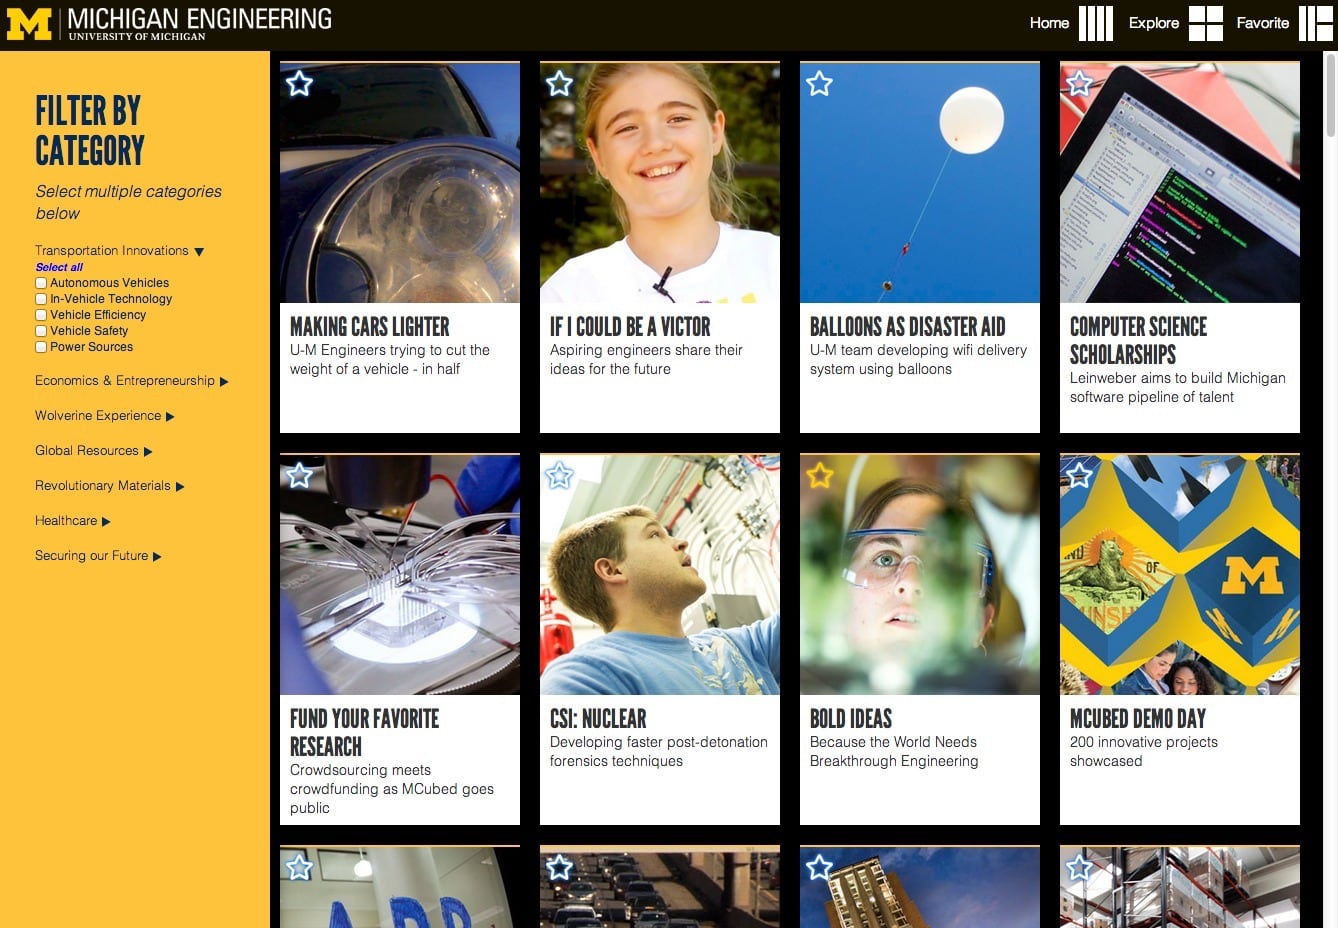 MICHIGAN ENGINEERING
UNIVERSITY OF MICHIGAN
Home
Explore
Favorite
FILTER BY
CATEGORY
Select multiple categories
below
Transportation Innovations
Select all
Autonomous Vehicles
In-Vehicle Technology
Vehicle Efficiency
Vehicle Safety
Power Sources
Economics & Entrepreneurship
Wolverine Experience
Global Resources
Revolutionary Materials
Healthcare
Securing our Future
MAKING CARS LIGHTER
U-M Engineers trying to cut the
weight of a vehicle - in half
IF I COULD BE A VICTOR
Aspiring engineers share their
ideas for the future
BALLOONS AS DISASTER AID
U-M team developing wifi delivery
system using balloons
COMPUTER SCIENCE
SCHOLARSHIPS
Leinweber aims to build Michigan
software pipeline of talent
FUND YOUR FAVORITE
RESEARCH
Crowdsourcing meets
crowdfunding as MCubed goes
public
CSI: NUCLEAR
Developing faster post-detonation
forensics techniques
BOLD IDEAS
Because the World Needs
Breakthrough Engineering
OF
M
MCUBED DEMO DAY
200 innovative projects
showcased